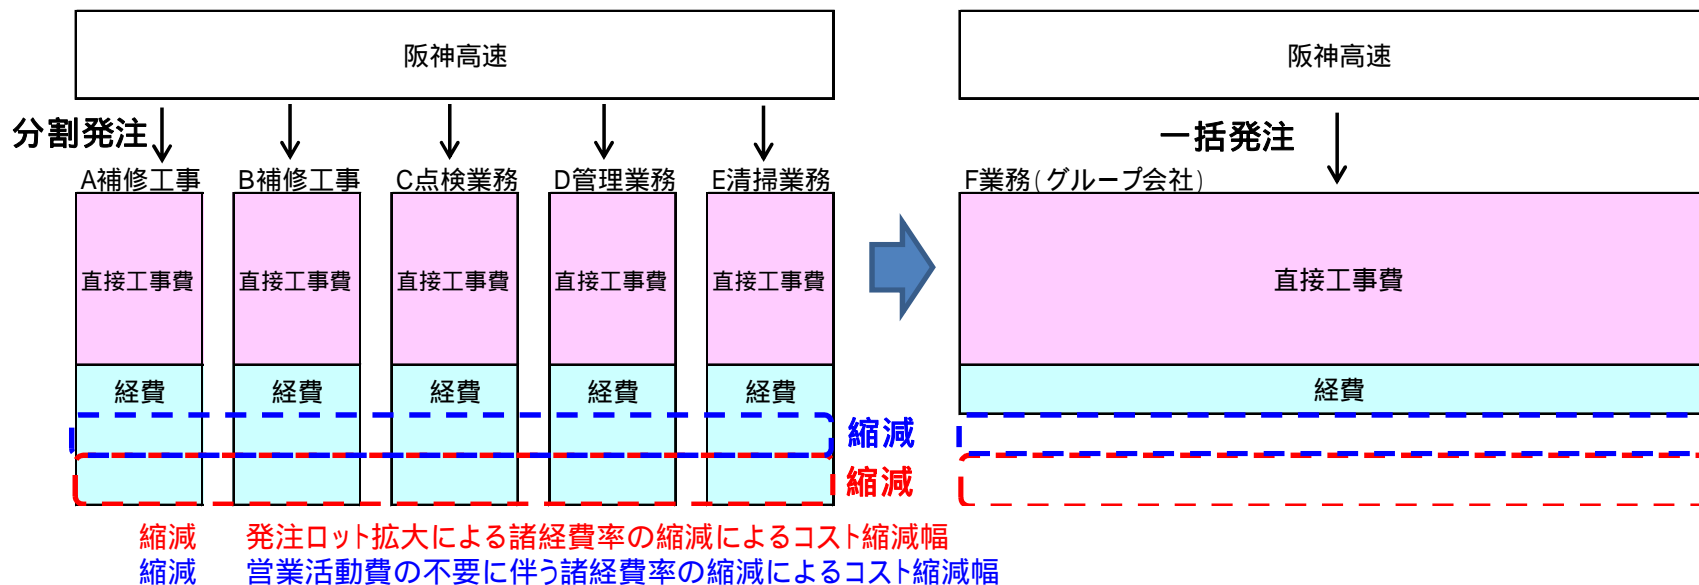 阪神高速
阪神高速
分割発注
一括発注
A補修工事
B補修工事
C点検業務
D管理業務
E清掃業務
F業務(グループ会社)
直接工事費
直接工事費
直接工事費
直接工事費
直接工事費
直接工事費
経費
経費
経費
経費
経費
経費
縮減
縮減
縮減 発注ロット拡大による諸経費率の縮減によるコスト縮減幅
縮減 営業活動費の不要に伴う諸経費率の縮減によるコスト縮減幅